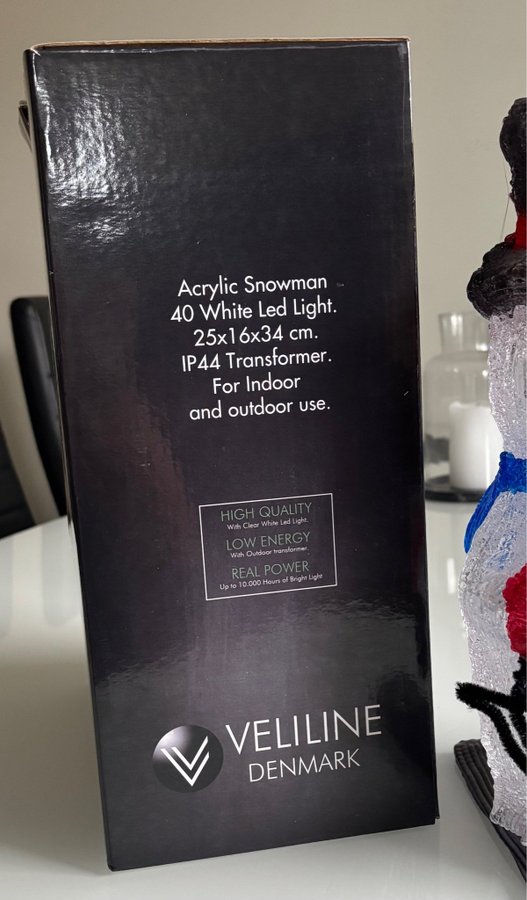 Acrylic Snowman
40 White Led Light.
25x16x34 cm.
IP44 Transformer.
For Indoor
and outdoor use.
HIGH QUALITY
With Clear White Led Light.
LOW ENERGY
With Outdoor transformer.
REAL POWER
Up to 10.000 Hours of Bright Light
VELILINE
DENMARK